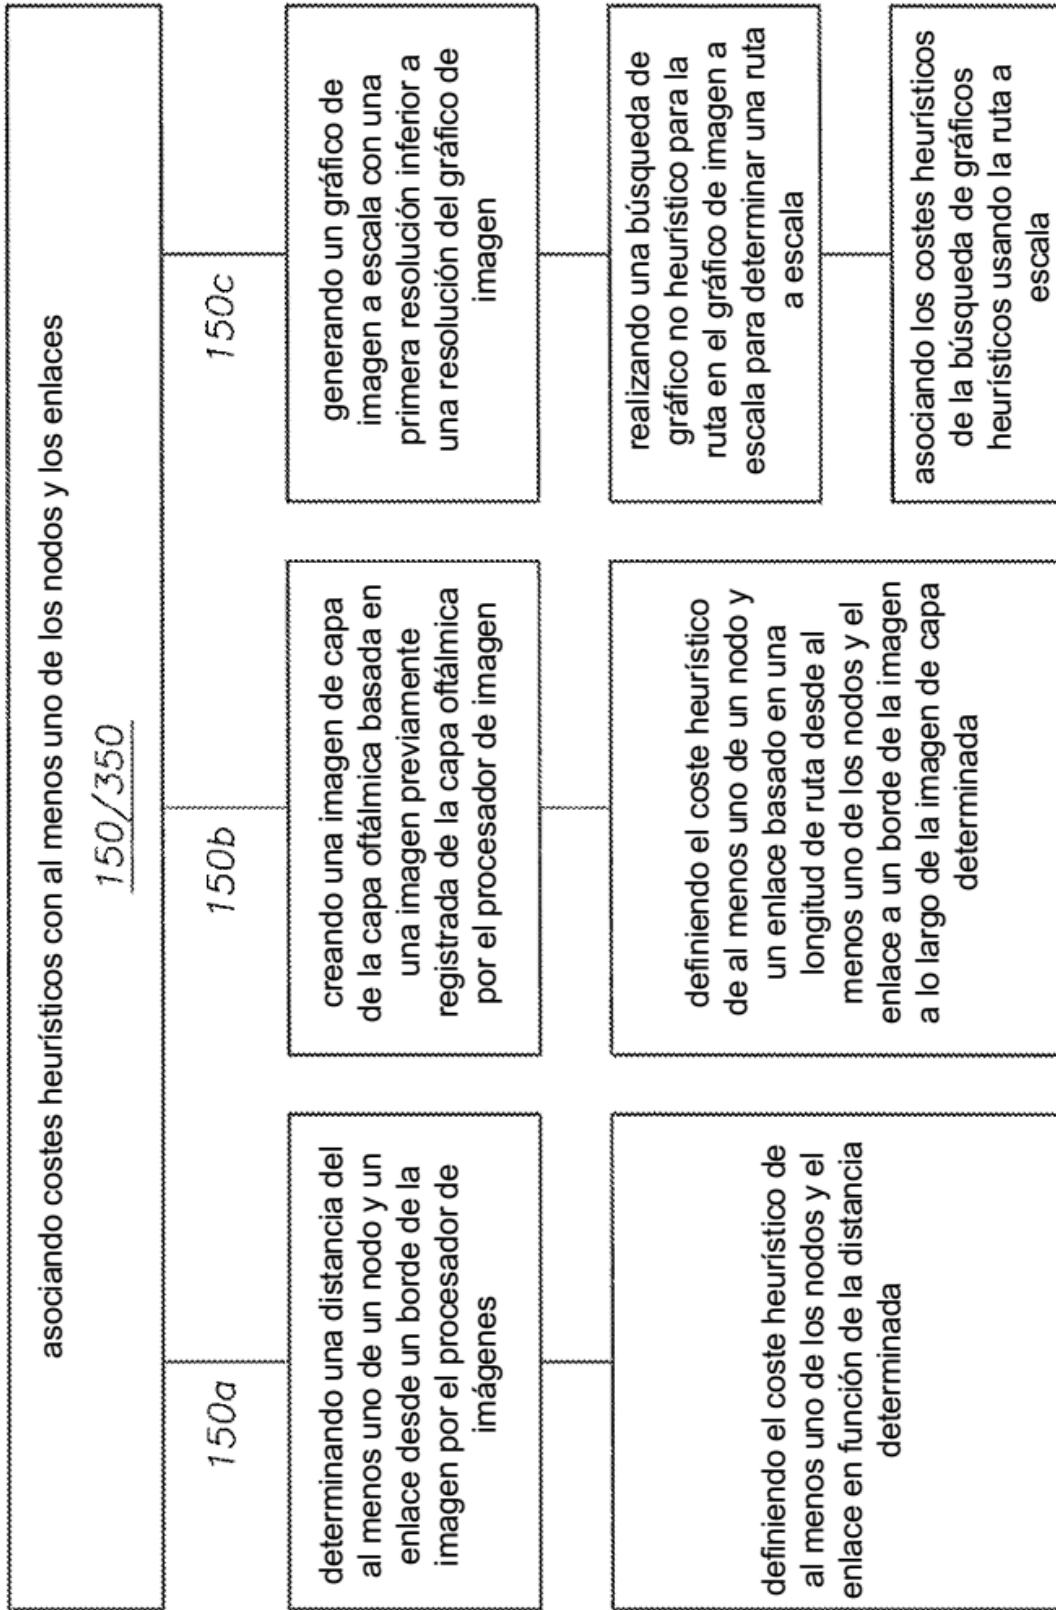 asociando costes heurísticos con al menos uno de los nodos y los enlaces
150/350
150a
determinando una distancia del
al menos uno de un nodo y un
enlace desde un borde de la
imagen por el procesador de
imágenes
definiendo el coste heurístico de
al menos uno de los nodos y el
enlace en función de la distancia
determinada
150b
creando una imagen de capa
de la capa oftálmica basada en
una imagen previamente
registrada de la capa oftálmica
por el procesador de imagen
definiendo el coste heurístico
de al menos uno de un nodo y
un enlace basado en una
longitud de ruta desde al
menos uno de los nodos y el
enlace a un borde de la imagen
a lo largo de la imagen de capa
determinada
150c
generando un gráfico de
imagen a escala con una
primera resolución inferior a
una resolución del gráfico de
imagen
realizando una búsqueda de
gráfico no heurístico para la
ruta en el gráfico de imagen a
escala para determinar una ruta
a escala
asociando los costes heurísticos
de la búsqueda de gráficos
heurísticos usando la ruta a
escala